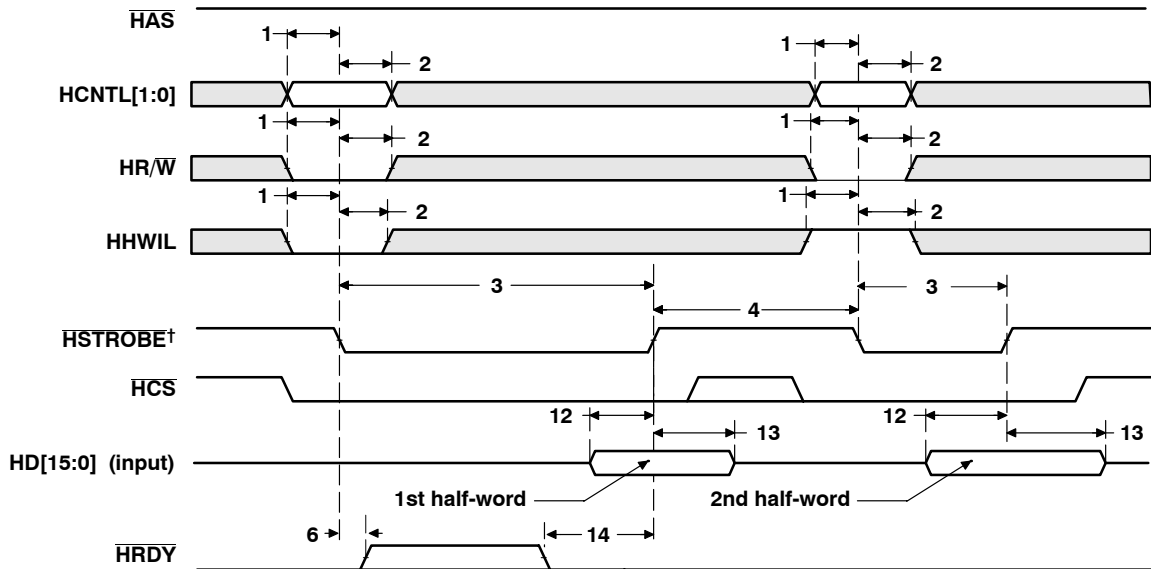 HAS
1
2
1
2
HCNTL[1:0]
1
2
1
2
HR/W
1
2
1
2
HHWIL
3
3
4
HSTROBE†
HCS
12
12
13
13
HD[15:0] (input)
1st half-word
2nd half-word
6
14
HRDY